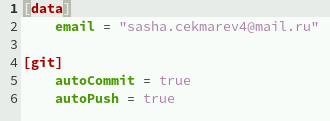 1 [data]
2     email = "sasha.cekmarev4@mail.ru"
3
4 [git]
5     autoCommit = true
6     autoPush = true